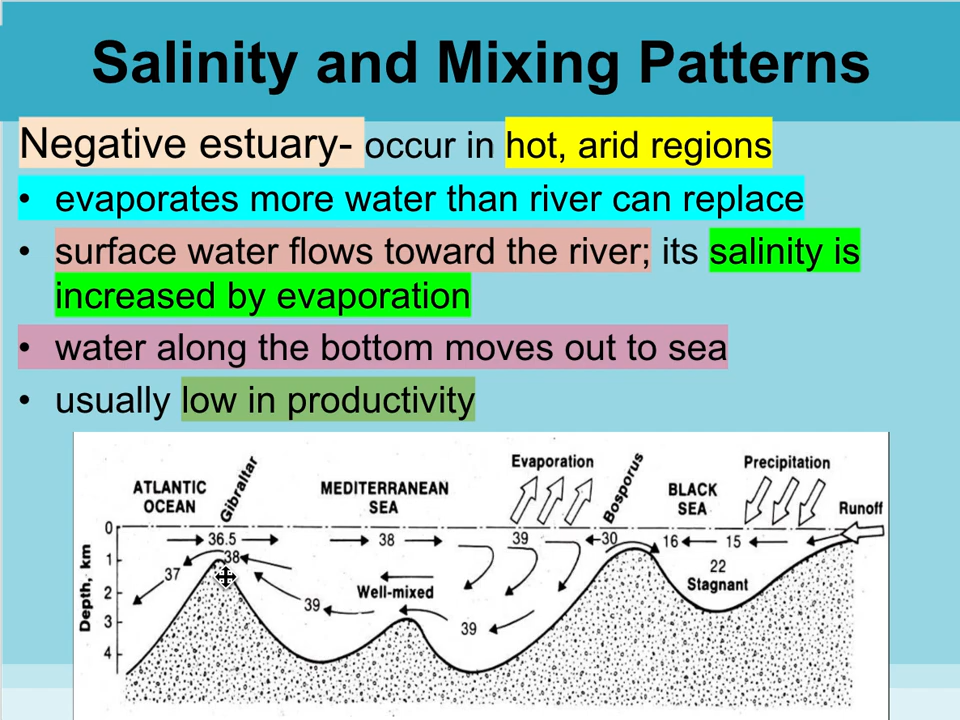 Salinity and Mixing Patterns
Negative estuary- occur in hot, arid regions
• evaporates more water than river can replace
• surface water flows toward the river; its salinity is
increased by evaporation
• water along the bottom moves out to sea
• usually low in productivity
ATLANTIC
OCEAN
Gibraltar
MEDITERRANEAN
SEA
Evaporation
Bosporus
BLACK
SEA
Precipitation
Runoff
Depth, km
0
1
2
3
4
36.5
38
39
30
16
15
38
37
22
Stagnant
Well-mixed
39
39